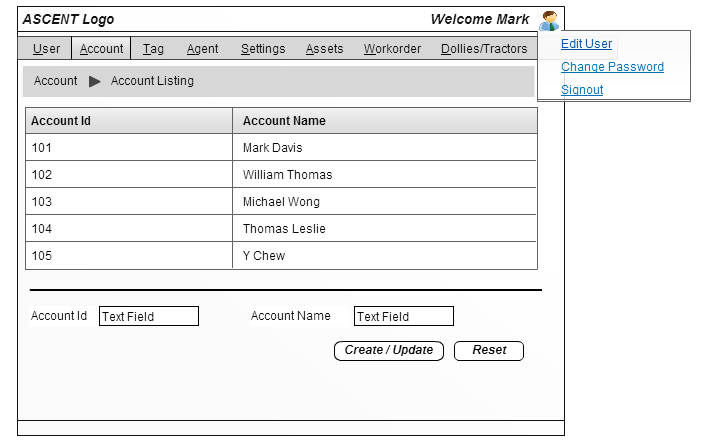 ASCENT Logo Welcome Mark
User Account Tag Agent Settings Assets Workorder Dollies/Tractors
Edit User
Change Password
Signout
Account Account Listing
Account Id Account Name
101 Mark Davis
102 William Thomas
103 Michael Wong
104 Thomas Leslie
105 Y Chew
Account Id Text Field Account Name Text Field
Create / Update Reset